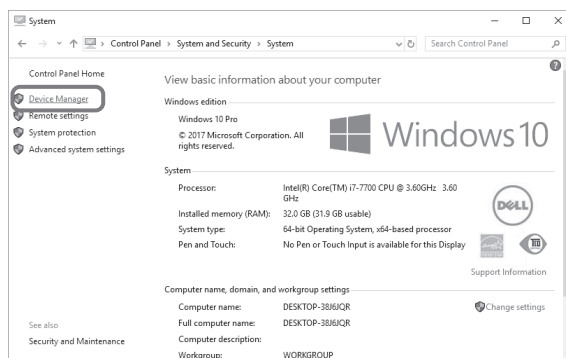 System
Control Panel > System and Security > System
Search Control Panel
Control Panel Home
Device Manager
Remote settings
System protection
Advanced system settings
View basic information about your computer
Windows edition
Windows 10 Pro
© 2017 Microsoft Corporation. All
rights reserved.
Windows 10
System
Processor: Intel(R) Core(TM) i7-7700 CPU @ 3.60GHz 3.60
GHz
Installed memory (RAM): 32.0 GB (31.9 GB usable)
System type: 64-bit Operating System, x64-based processor
Pen and Touch: No Pen or Touch Input is available for this Display
DELL
Support Information
Computer name, domain, and workgroup settings
Computer name: DESKTOP-38J6JQR
Change settings
Full computer name: DESKTOP-38J6JQR
Computer description:
Workgroup: WORKGROUP
See also
Security and Maintenance